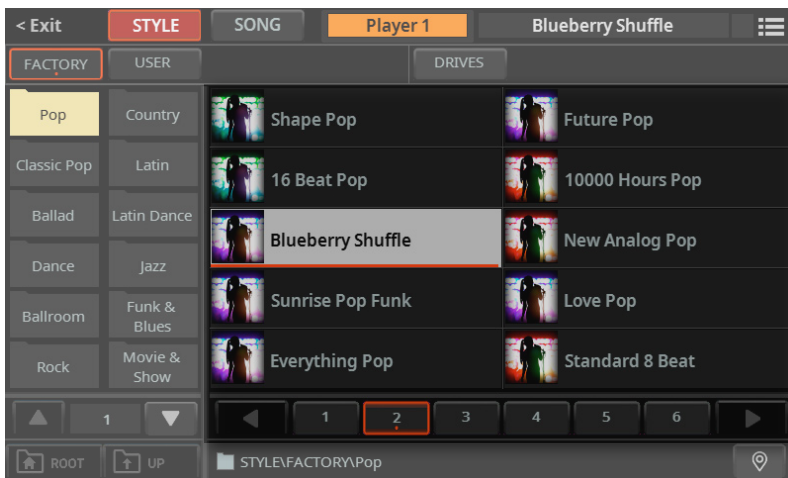 < Exit STYLE SONG Player 1 Blueberry Shuffle
FACTORY USER DRIVES
Pop Country
Classic Pop Latin
Ballad Latin Dance
Dance Jazz
Ballroom Funk &
Blues
Rock Movie &
Show
Shape Pop Future Pop
16 Beat Pop 10000 Hours Pop
Blueberry Shuffle New Analog Pop
Sunrise Pop Funk Love Pop
Everything Pop Standard 8 Beat
1 1 2 3 4 5 6
ROOT UP STYLE\FACTORY\Pop